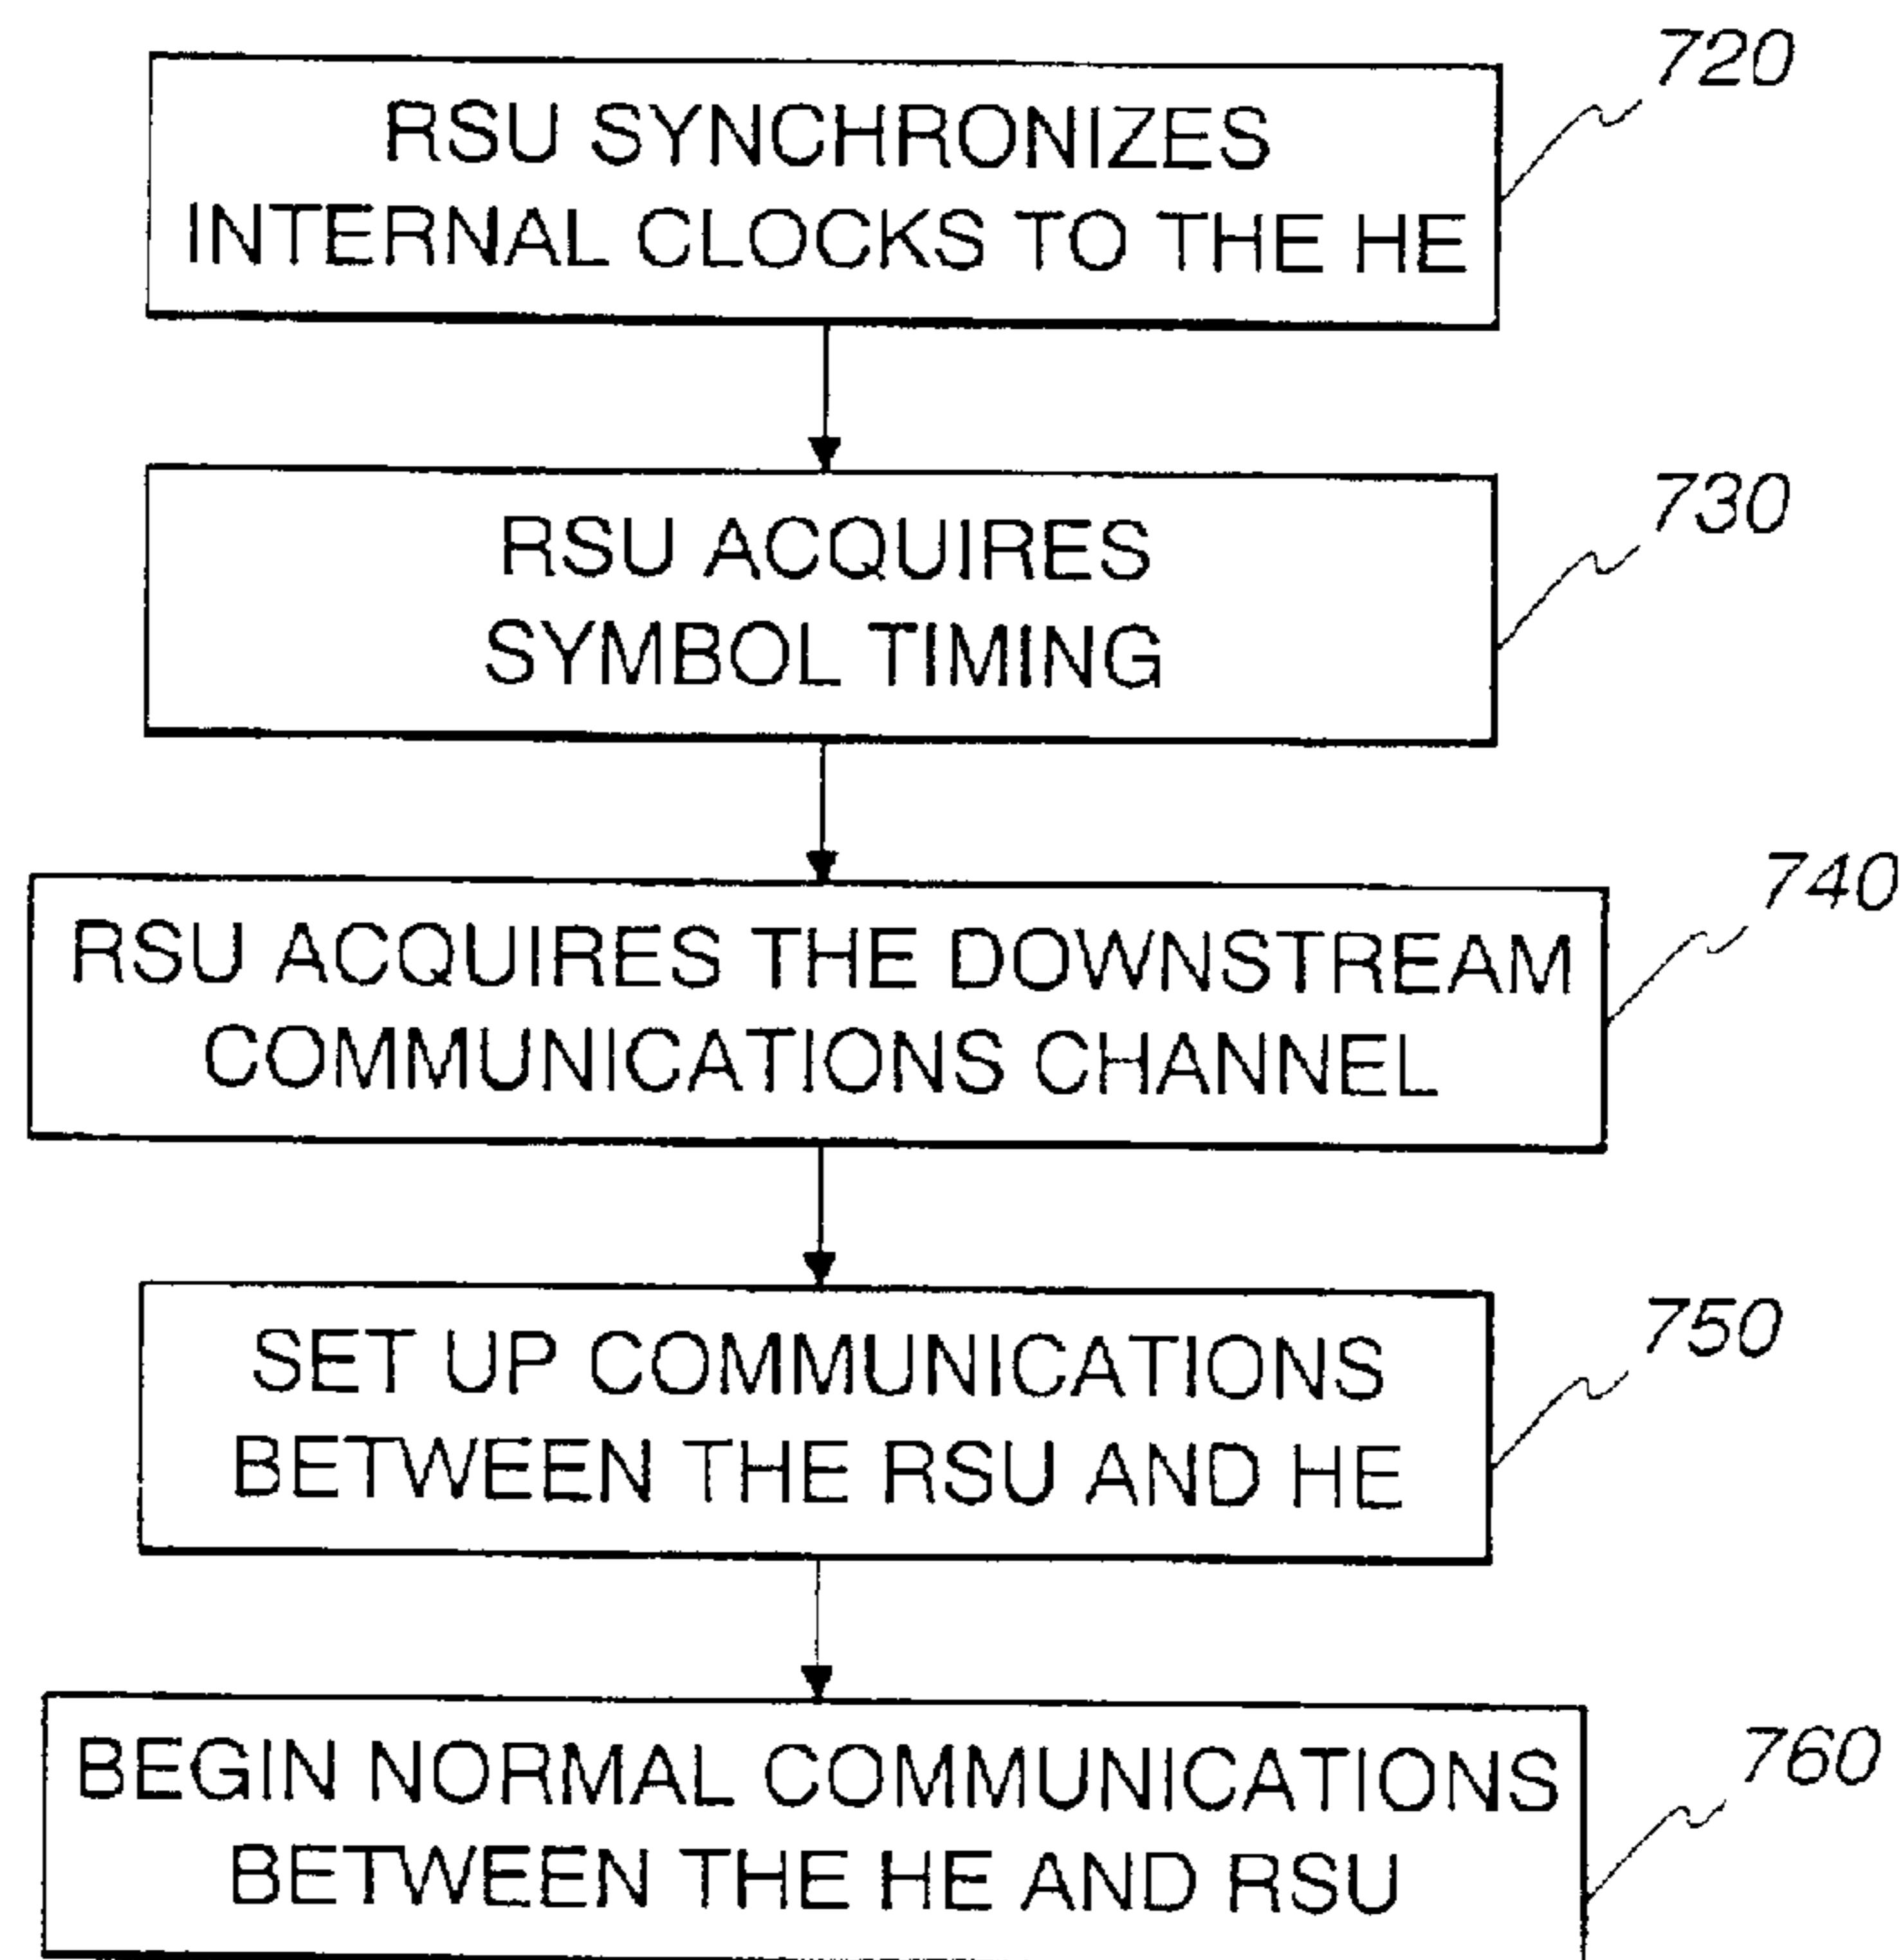 720
RSU SYNCHRONIZES
INTERNAL CLOCKS TO THE HE
730
RSU ACQUIRES
SYMBOL TIMING
740
RSU ACQUIRES THE DOWNSTREAM
COMMUNICATIONS CHANNEL
750
SET UP COMMUNICATIONS
BETWEEN THE RSU AND HE
760
BEGIN NORMAL COMMUNICATIONS
BETWEEN THE HE AND RSU